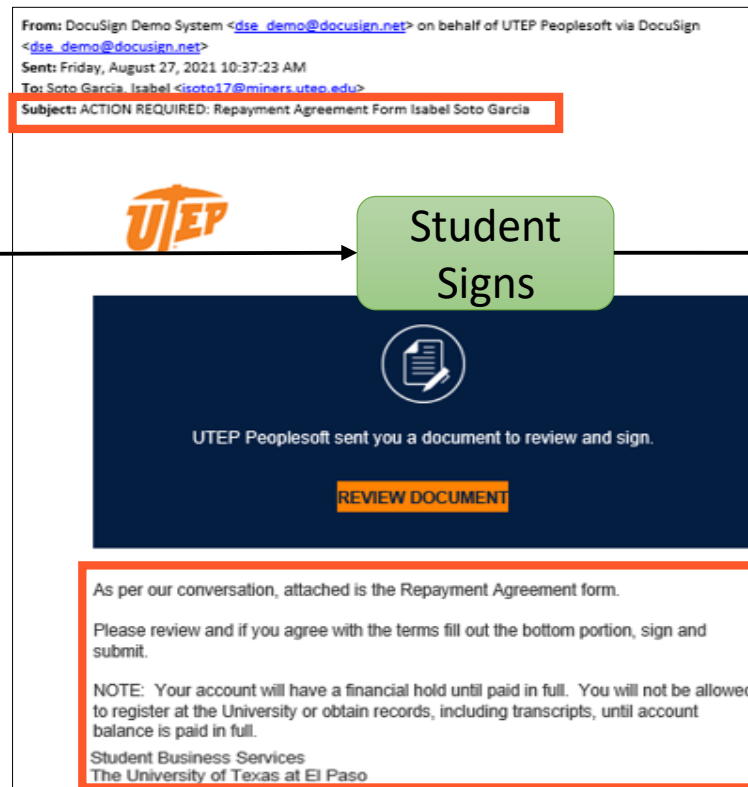 From: DocuSign Demo System <dse_demo@docusign.net> on behalf of UTEP Peoplesoft via DocuSign
<dse_demo@docusign.net>
Sent: Friday, August 27, 2021 10:37:23 AM
To: Soto Garcia, Isabel <isoto17@miners.utep.edu>
Subject: ACTION REQUIRED: Repayment Agreement Form Isabel Soto Garcia
UTEP
Student
Signs
UTEP Peoplesoft sent you a document to review and sign.
REVIEW DOCUMENT
As per our conversation, attached is the Repayment Agreement form.
Please review and if you agree with the terms fill out the bottom portion, sign and
submit.
NOTE: Your account will have a financial hold until paid in full. You will not be allowed
to register at the University or obtain records, including transcripts, until account
balance is paid in full.
Student Business Services
The University of Texas at El Paso